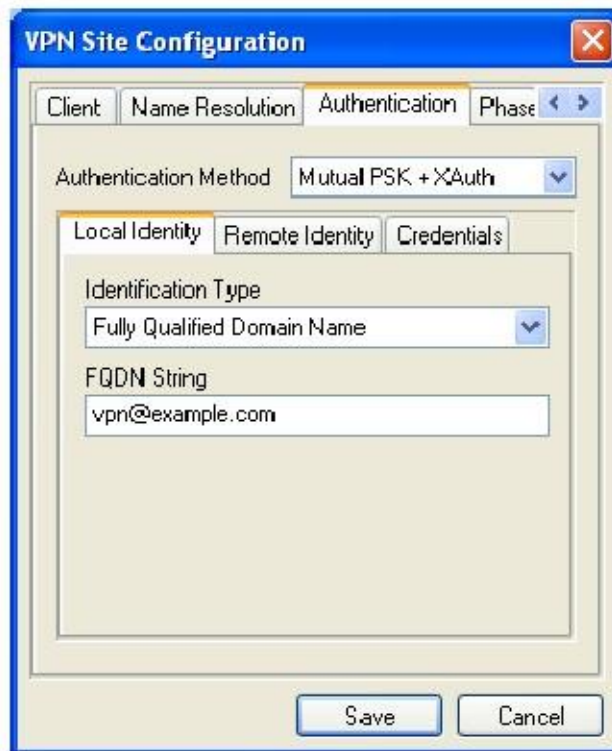 VPN Site Configuration
Client Name Resolution Authentication Phase
Authentication Method Mutual PSK + XAuth
Local Identity Remote Identity Credentials
Identification Type
Fully Qualified Domain Name
FQDN String
vpn@example.com
Save Cancel